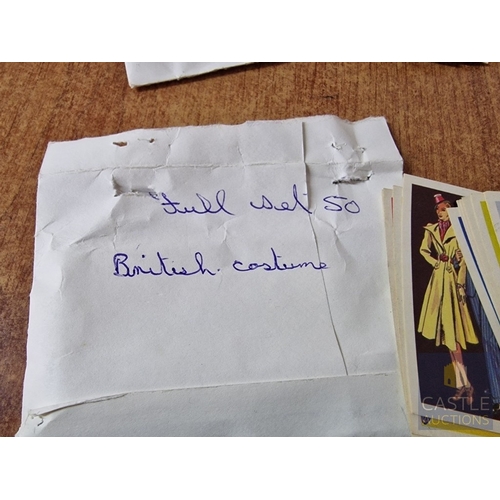 Full set 50
British. costume
CASTLE
AUCTIONS